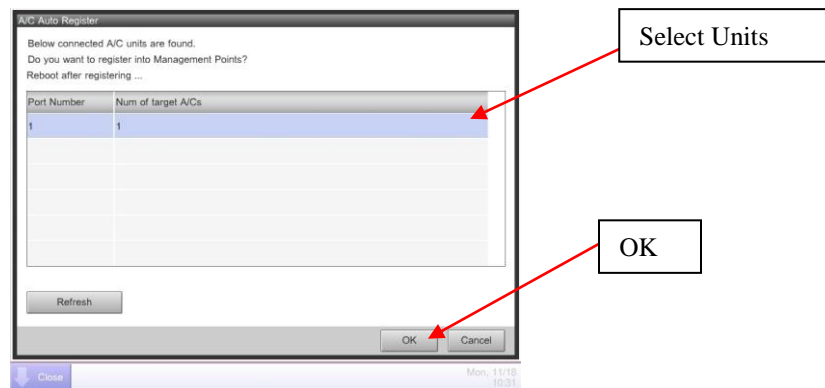 A/C Auto Register
Below connected A/C units are found.
Do you want to register into Management Points?
Reboot after registering ...
Port Number Num of target A/Cs
1 1
Refresh
OK Cancel
Close
Mon, 11/18
10:31
Select Units
OK